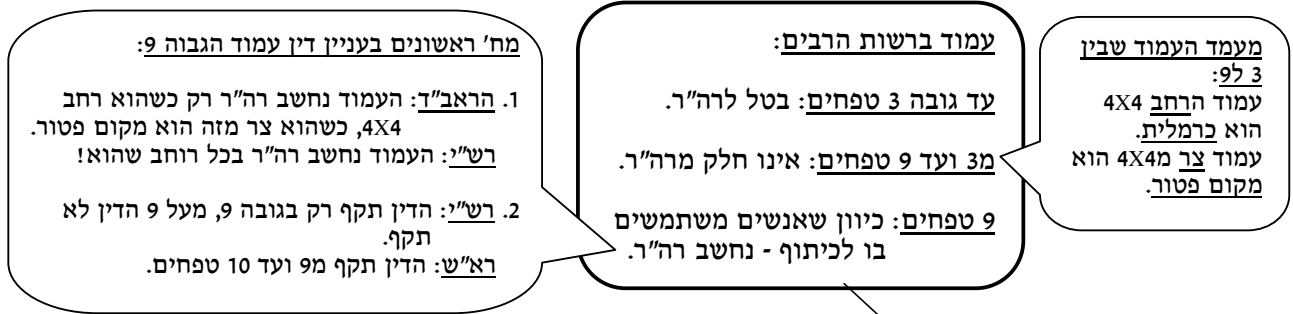 מעמד העמוד שבין
3 ל9:
עמוד הרחב 4X4
הוא כרמלית.
עמוד צר מ4X4 הוא
מקום פטור.
עמוד ברשות הרבים:
עד גובה 3 טפחים: בטל לרה"ר.
מ3 ועד 9 טפחים: אינו חלק מרה"ר.
9 טפחים: כיוון שאנשים משתמשים
בו לכיתוף - נחשב רה"ר.
מח' ראשונים בעניין דין עמוד הגבוה 9:
1. הראב"ד: העמוד נחשב רה"ר רק כשהוא רחב
4X4, כשהוא צר מזה הוא מקום פטור.
רש"י: העמוד נחשב רה"ר בכל רוחב שהוא!
2. רש"י: הדין תקף רק בגובה 9, מעל 9 הדין לא
תקף.
רא"ש: הדין תקף מ9 ועד 10 טפחים.